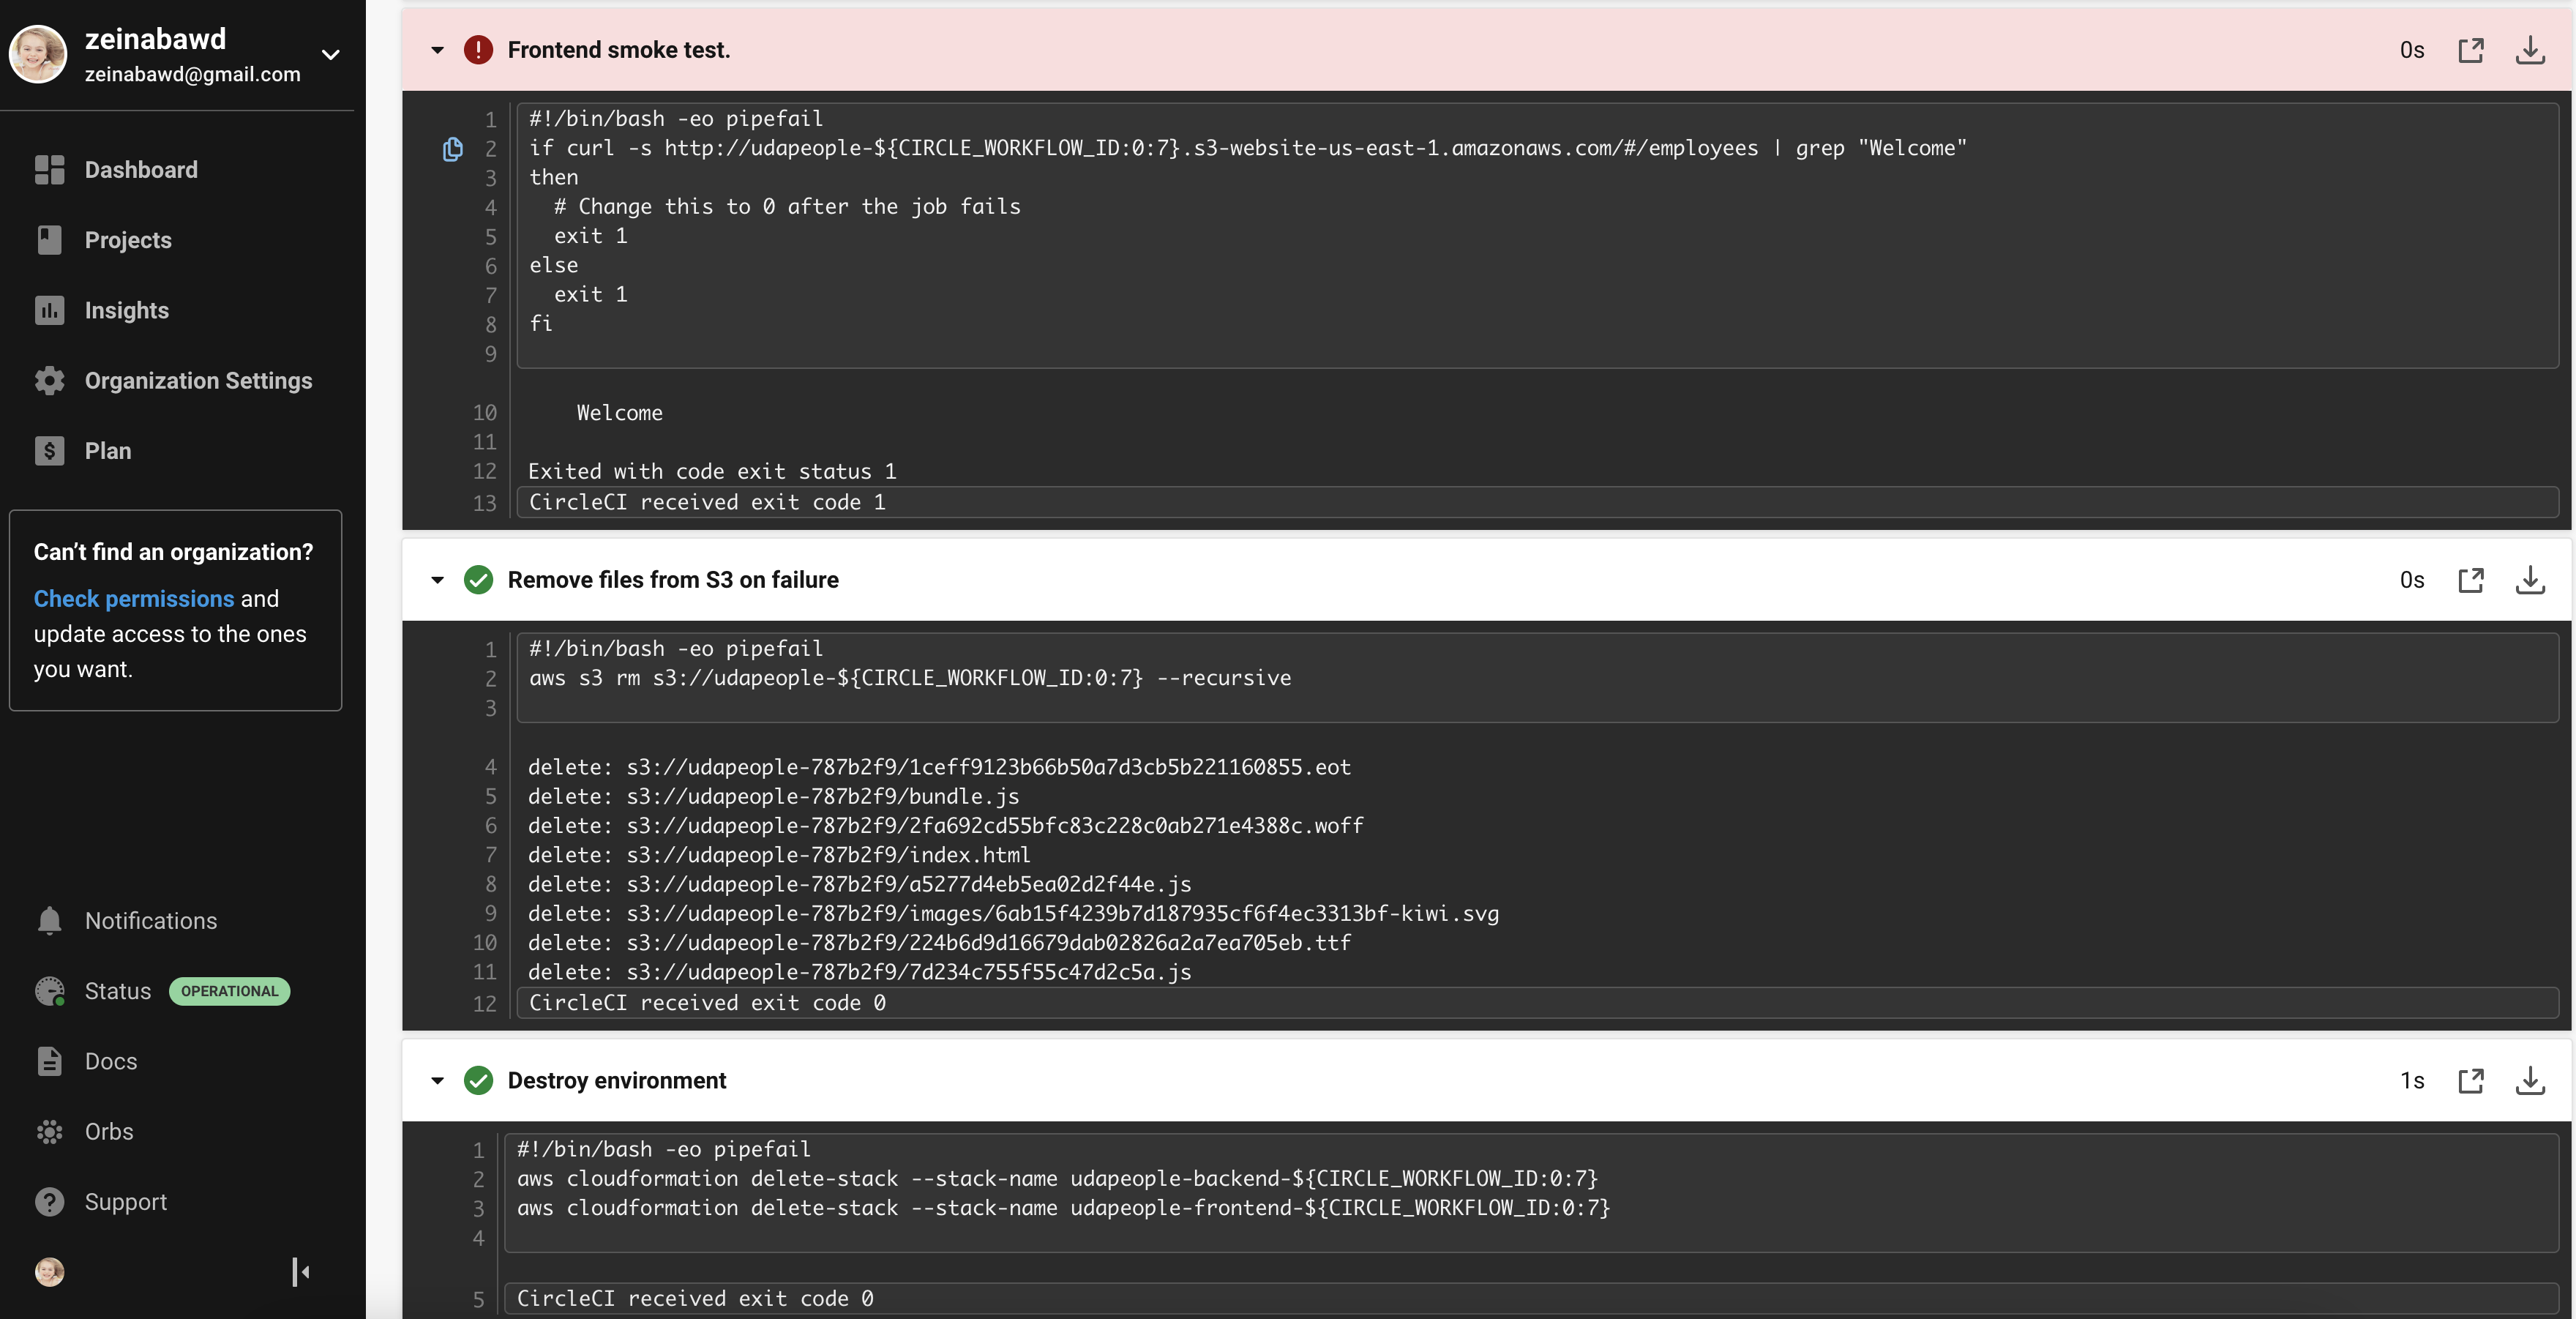 zeinabawd
zeinabawd@gmail.com
Dashboard
Projects
Insights
Organization Settings
Plan
Can’t find an organization?
Check permissions and
update access to the ones
you want.
Notifications
Status OPERATIONAL
Docs
Orbs
Support
Frontend smoke test. 0s
1 #!/bin/bash -eo pipefail
2 if curl -s http://udapeople-${CIRCLE_WORKFLOW_ID:0:7}.s3-website-us-east-1.amazonaws.com/#/employees | grep "Welcome"
3 then
4 # Change this to 0 after the job fails
5 exit 1
6 else
7 exit 1
8 fi
9
10 Welcome
11
12 Exited with code exit status 1
13 CircleCI received exit code 1
Remove files from S3 on failure 0s
1 #!/bin/bash -eo pipefail
2 aws s3 rm s3://udapeople-${CIRCLE_WORKFLOW_ID:0:7} --recursive
3
4 delete: s3://udapeople-787b2f9/1ceff9123b66b50a7d3cb5b221160855.eot
5 delete: s3://udapeople-787b2f9/bundle.js
6 delete: s3://udapeople-787b2f9/2fa692cd55bfc83c228c0ab271e4388c.woff
7 delete: s3://udapeople-787b2f9/index.html
8 delete: s3://udapeople-787b2f9/a5277d4eb5ea02d2f44e.js
9 delete: s3://udapeople-787b2f9/images/6ab15f4239b7d187935cf6f4ec3313bf-kiwi.svg
10 delete: s3://udapeople-787b2f9/224b6d9d16679dab02826a2a7ea705eb.ttf
11 delete: s3://udapeople-787b2f9/7d234c755f55c47d2c5a.js
12 CircleCI received exit code 0
Destroy environment 1s
1 #!/bin/bash -eo pipefail
2 aws cloudformation delete-stack --stack-name udapeople-backend-${CIRCLE_WORKFLOW_ID:0:7}
3 aws cloudformation delete-stack --stack-name udapeople-frontend-${CIRCLE_WORKFLOW_ID:0:7}
4
5 CircleCI received exit code 0